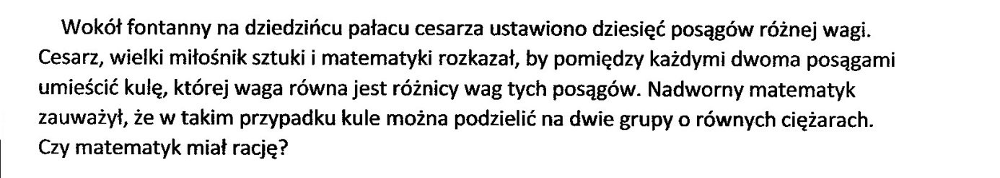 Wokół fontanny na dziedzińcu pałacu cesarza ustawiono dziesięć posągów różnej wagi.
Cesarz, wielki miłośnik sztuki i matematyki rozkazał, by pomiędzy każdymi dwoma posągami
umieścić kulę, której waga równa jest różnicy wag tych posągów. Nadworny matematyk
zauważył, że w takim przypadku kule można podzielić na dwie grupy o równych ciężarach.
Czy matematyk miał rację?